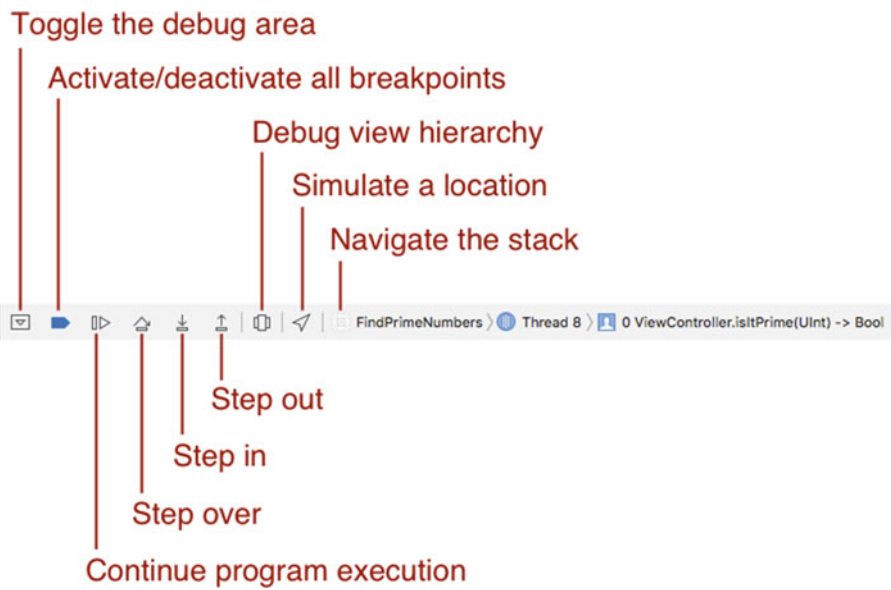 Toggle the debug area
Activate/deactivate all breakpoints
Debug view hierarchy
Simulate a location
Navigate the stack
FindPrimeNumbers Thread 8 0 ViewController.isItPrime(UInt) -> Bool
Step out
Step in
Step over
Continue program execution